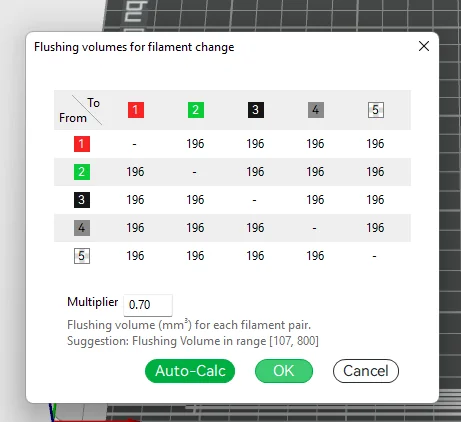 Flushing volumes for filament change
To
From
1 2 3 4 5
1 - 196 196 196 196
2 196 - 196 196 196
3 196 196 - 196 196
4 196 196 196 - 196
5 196 196 196 196 -
Multiplier 0.70
Flushing volume (mm³) for each filament pair.
Suggestion: Flushing Volume in range [107, 800]
Auto-Calc OK Cancel